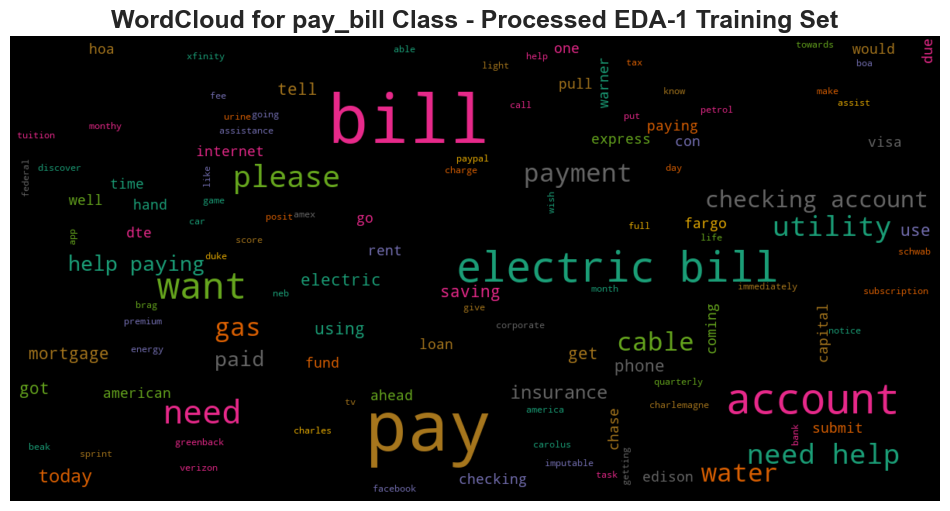 WordCloud for pay_bill Class - Processed EDA-1 Training Set
hoa
xfinity
able
help
one
towards
would
due
light
tax
boa
tell
pull
warner
know
make
assist
fee
call
put
petrol
urine
going
tuition
monthy
assistance
express
paying
con
visa
internet
bill
federal
discover
like
please
paypal
charge
payment
day
time
well
hand
game
wish
checking account
car
posit
amex
go
full
fargo
utility
use
app
dte
score
life
duke
rent
schwab
help paying
electric
electric bill
want
neb
saving
month
immediately
subscription
brag
give
premium
gas
using
corporate
coming
capital
notice
energy
cable
mortgage
paid
fund
loan
get
phone
got
american
ahead
insurance
quarterly
account
need
tv
pay
america
charlemagne
chase
beak
greenback
charles
carolus
submit
bank
sprint
verizon
imputable
need help
today
facebook
checking
task
getting
edison
water